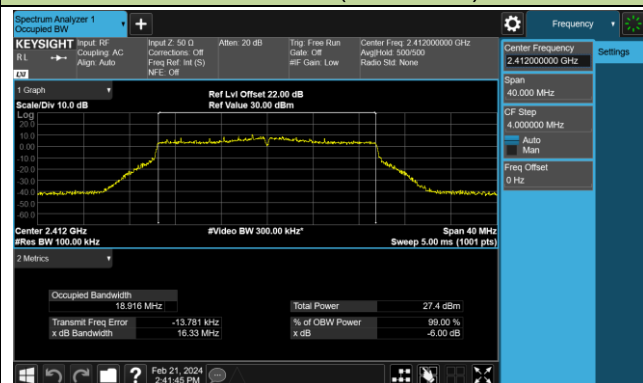 Spectrum Analyzer 1
Occupied BW
Frequency
KEYSIGHT
Input: RF
Input Z: 50 Ω
Atten: 20 dB
Trig: Free Run
Center Freq: 2.412000000 GHz
RL
Coupling: AC
Corrections: Off
Gate: Off
Avg|Hold: 500/500
Align: Auto
Freq Ref: Int (S)
#IF Gain: Low
Radio Std: None
NFE: Off
LXI
Center Frequency
2.412000000 GHz
Settings
Span
40.000 MHz
CF Step
4.000000 MHz
Auto
Man
Freq Offset
0 Hz
1 Graph
Ref Lvl Offset 22.00 dB
Scale/Div 10.0 dB
Ref Value 30.00 dBm
Log
20.0
10.0
0.00
-10.0
-20.0
-30.0
-40.0
-50.0
-60.0
Center 2.412 GHz
#Video BW 300.00 kHz*
Span 40 MHz
#Res BW 100.00 kHz
Sweep 5.00 ms (1001 pts)
2 Metrics
Occupied Bandwidth
18.916 MHz
Total Power
27.4 dBm
Transmit Freq Error
-13.781 kHz
% of OBW Power
99.00 %
x dB Bandwidth
16.33 MHz
x dB
-6.00 dB
Feb 21, 2024
2:41:45 PM